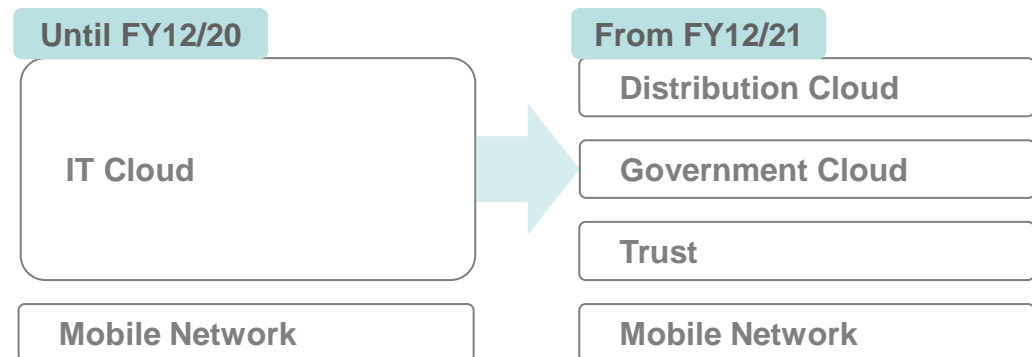 Until FY12/20
IT Cloud
Mobile Network
From FY12/21
Distribution Cloud
Government Cloud
Trust
Mobile Network